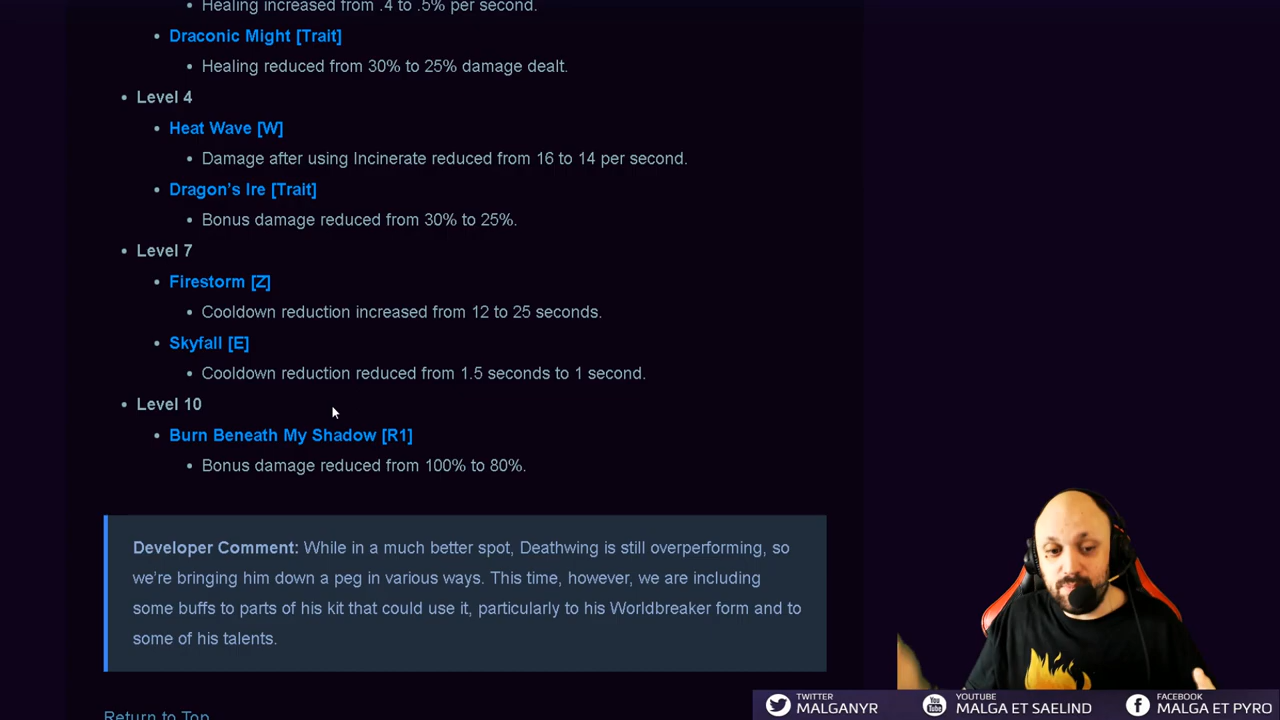 Healing increased from .4 to .5% per second.
Draconic Might [Trait]
Healing reduced from 30% to 25% damage dealt.
Level 4
Heat Wave [W]
Damage after using Incinerate reduced from 16 to 14 per second.
Dragon's Ire [Trait]
Bonus damage reduced from 30% to 25%.
Level 7
Firestorm [Z]
Cooldown reduction increased from 12 to 25 seconds.
Skyfall [E]
Cooldown reduction reduced from 1.5 seconds to 1 second.
Level 10
Burn Beneath My Shadow [R1]
Bonus damage reduced from 100% to 80%.
Developer Comment: While in a much better spot, Deathwing is still overperforming, so
we're bringing him down a peg in various ways. This time, however, we are including
some buffs to parts of his kit that could use it, particularly to his Worldbreaker form and to
some of his talents.
Return to Top
TWITTER
MALGANYR
YOUTUBE
MALGA ET SAELIND
FACEBOOK
MALGA ET PYRO